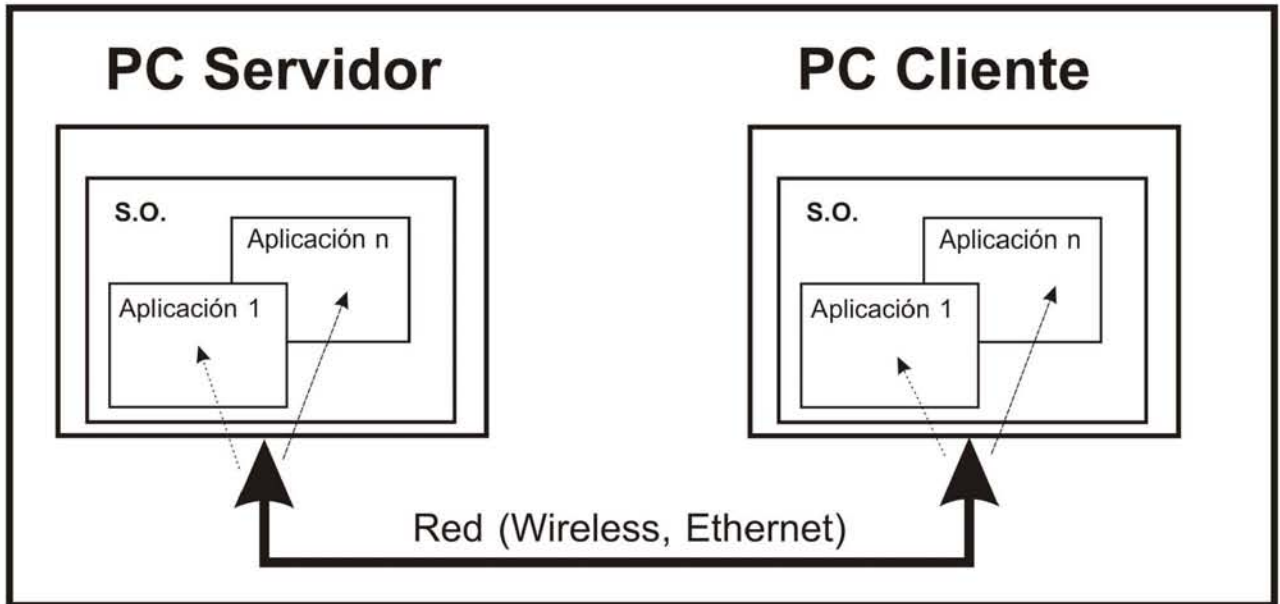 PC Servidor
S.O.
Aplicación n
Aplicación 1
PC Cliente
S.O.
Aplicación n
Aplicación 1
Red (Wireless, Ethernet)